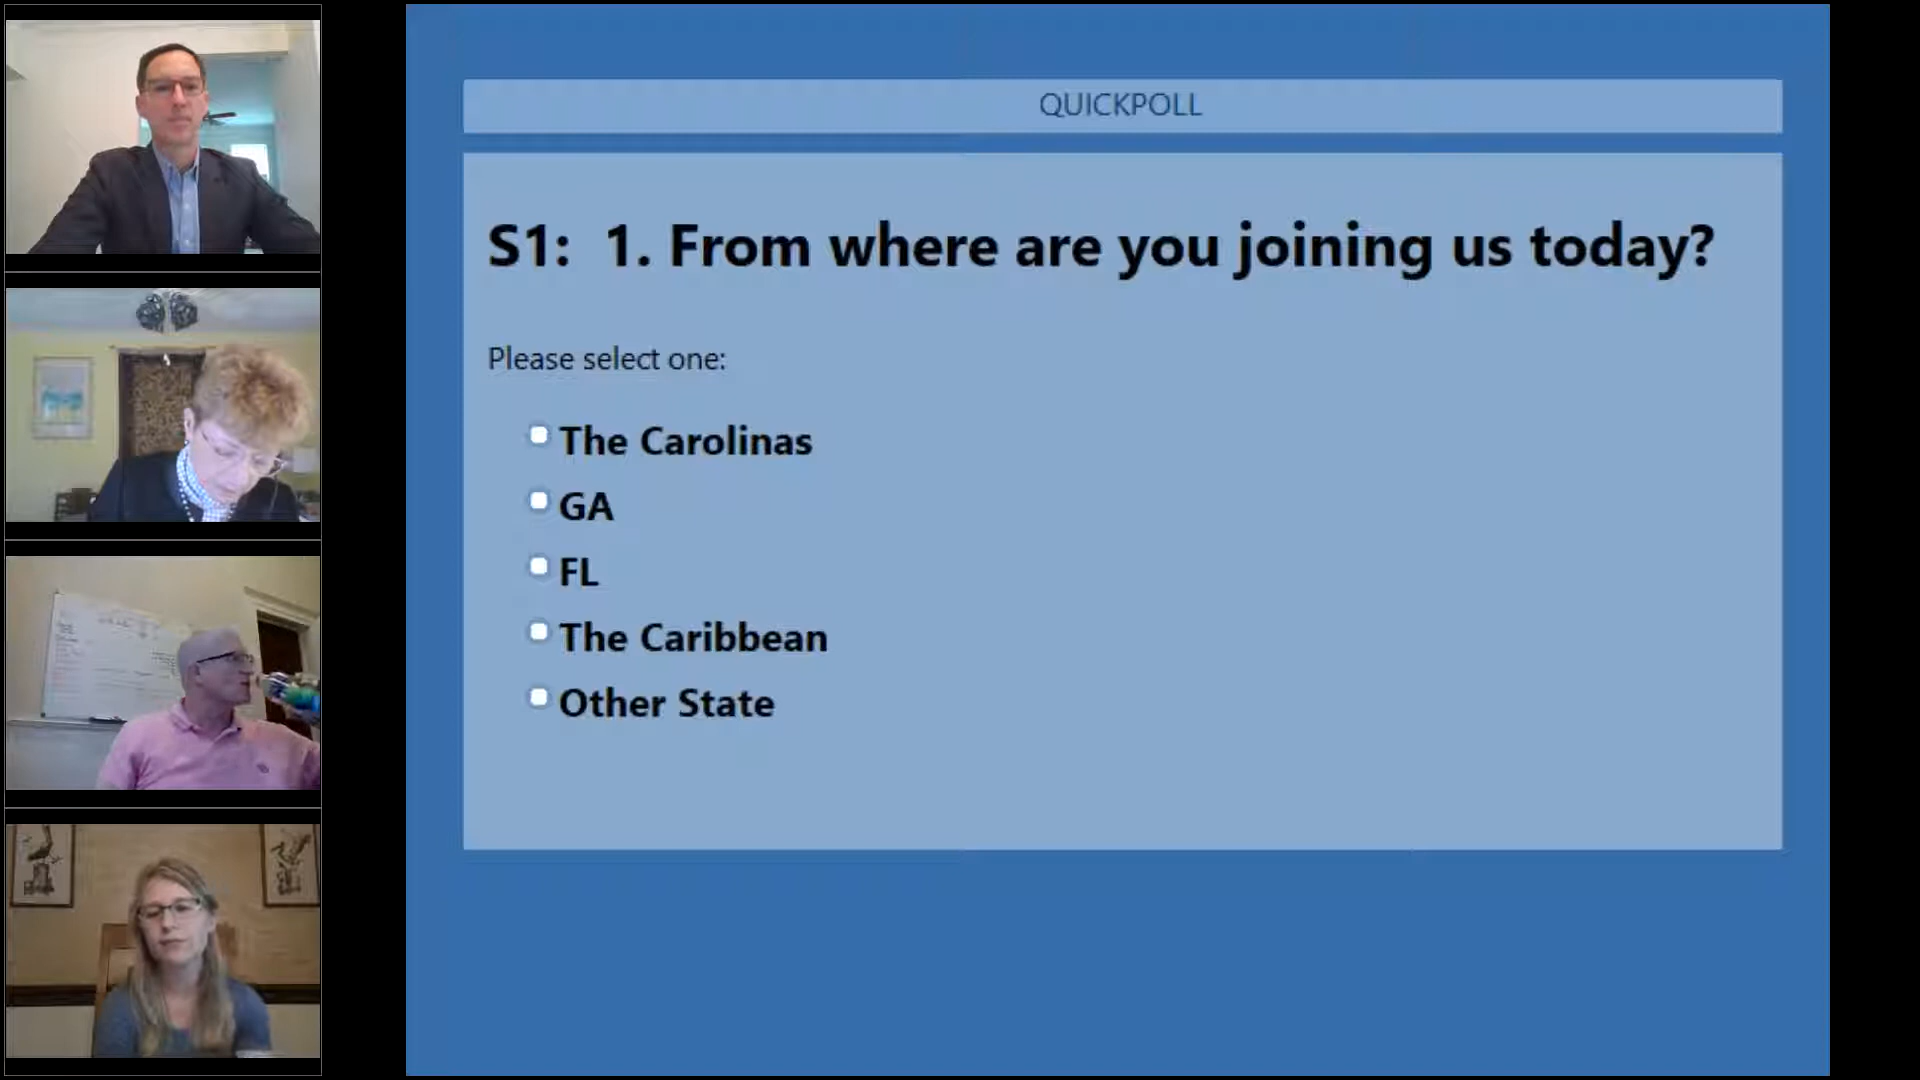 QUICKPOLL
S1:  1. From where are you joining us today?
Please select one:
The Carolinas
GA
FL
The Caribbean
Other State